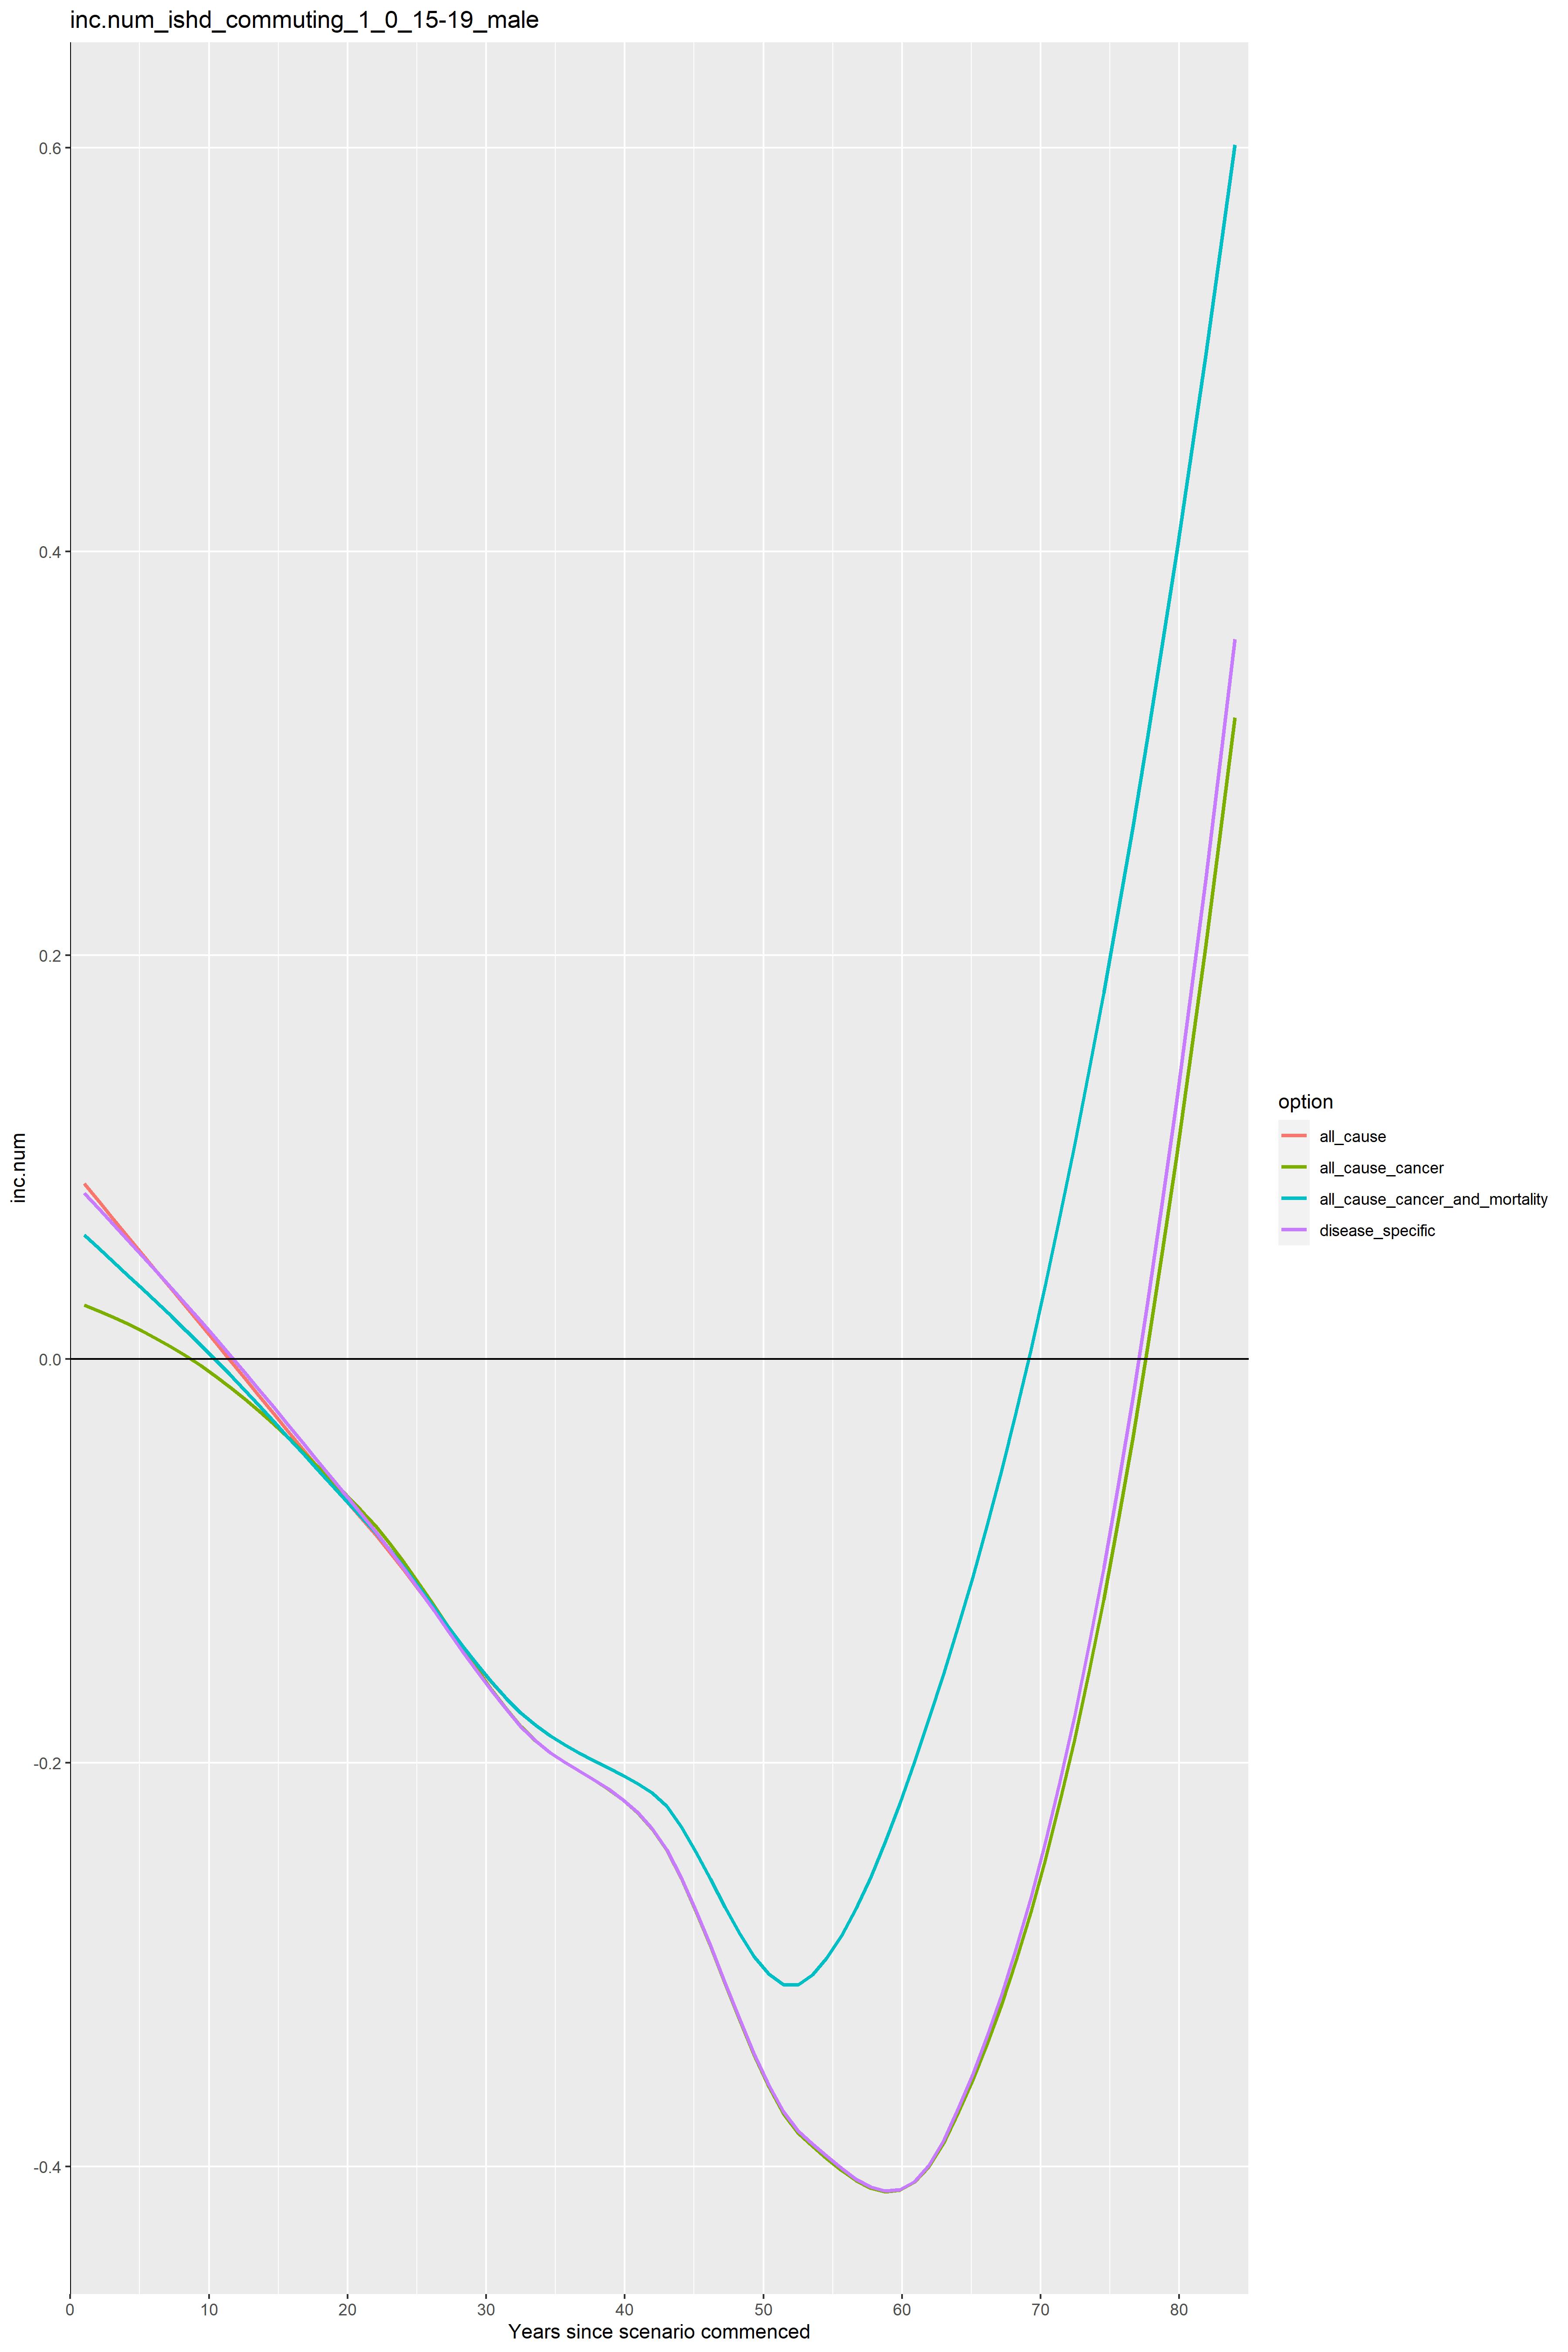 inc.num_ishd_commuting_1_0_15-19_male
0.6
0.4
0.2
0.0
-0.2
-0.4
inc.num
0 10 20 30 40 50 60 70 80
Years since scenario commenced
option
all_cause
all_cause_cancer
all_cause_cancer_and_mortality
disease_specific